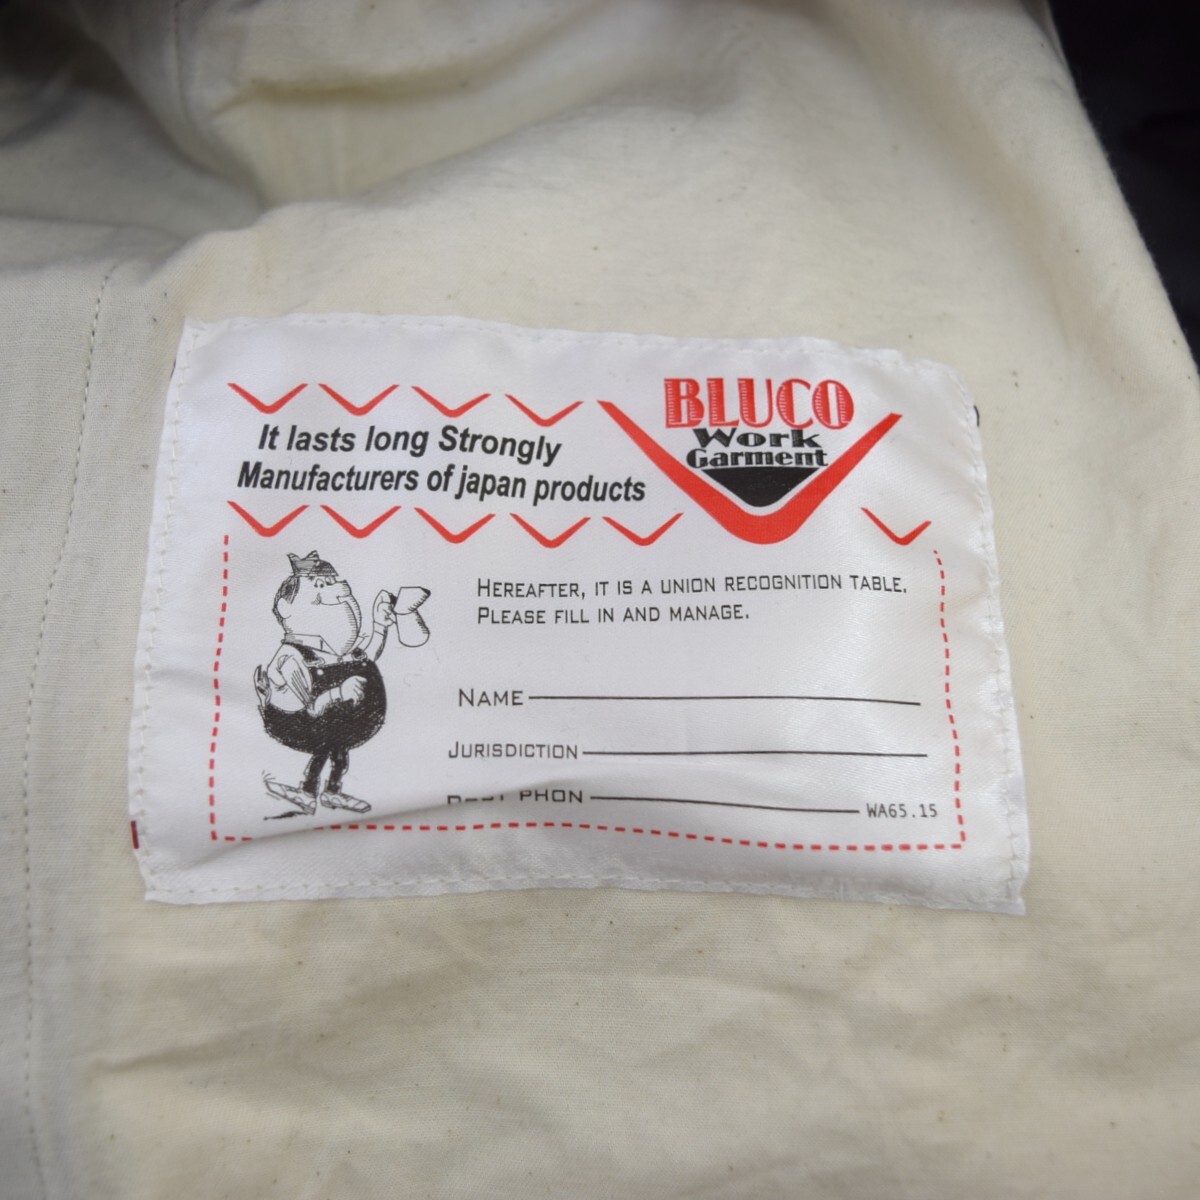 BLUCO
Work
Garment
It lasts long Strongly
Manufacturers of japan products
HEREAFTER, IT IS A UNION RECOGNITION TABLE.
PLEASE FILL IN AND MANAGE.
NAME
JURISDICTION
PHON
WA65.15